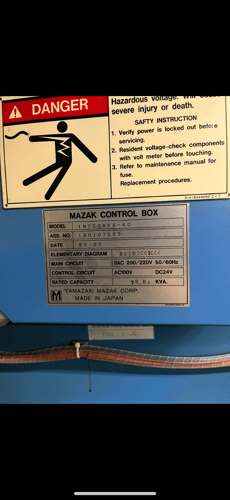 Hazardous voltage. Will cause
severe injury or death.
DANGER
SAFTY INSTRUCTION
1. Verify power is locked out before
servicing.
2. Resident voltage-check components
with volt meter before touching.
3. Refer to maintenance manual for
fuse.
Replacement procedures.
MAZAK CONTROL BOX
MODEL
ASS. NO.
DATE
ELEMENTARY DIAGRAM
MAIN CIRCUIT 3AC 200/220V 50/60Hz
CONTROL CIRCUIT AC100V DC24V
RATED CAPACITY KVA.
M YAMAZAKI MAZAK CORP.
MADE IN JAPAN